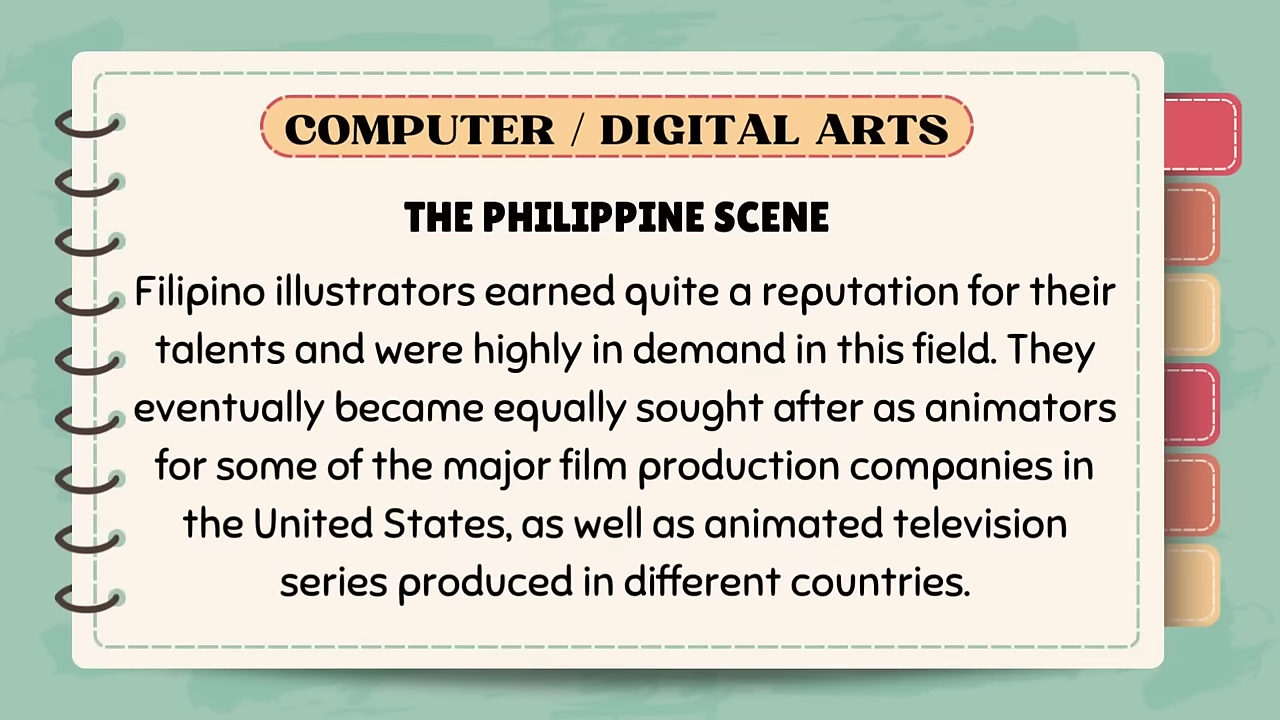 COMPUTER / DIGITAL ARTS
THE PHILIPPINE SCENE
Filipino illustrators earned quite a reputation for their
talents and were highly in demand in this field. They
eventually became equally sought after as animators
for some of the major film production companies in
the United States, as well as animated television
series produced in different countries.